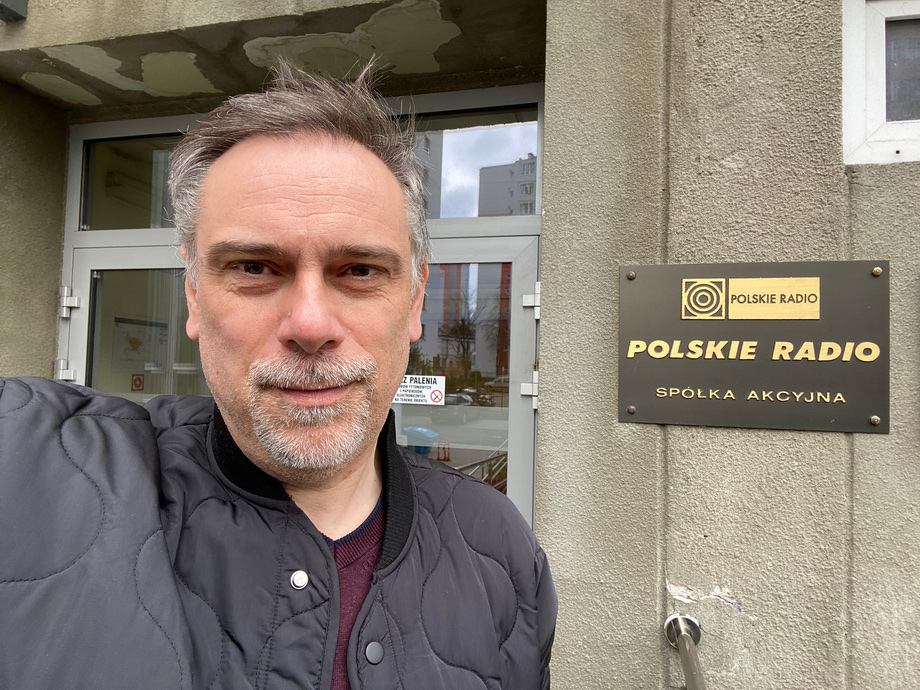 POLSKIE RADIO
POLSKIE RADIO
SPÓŁKA AKCYJNA
PALENIA